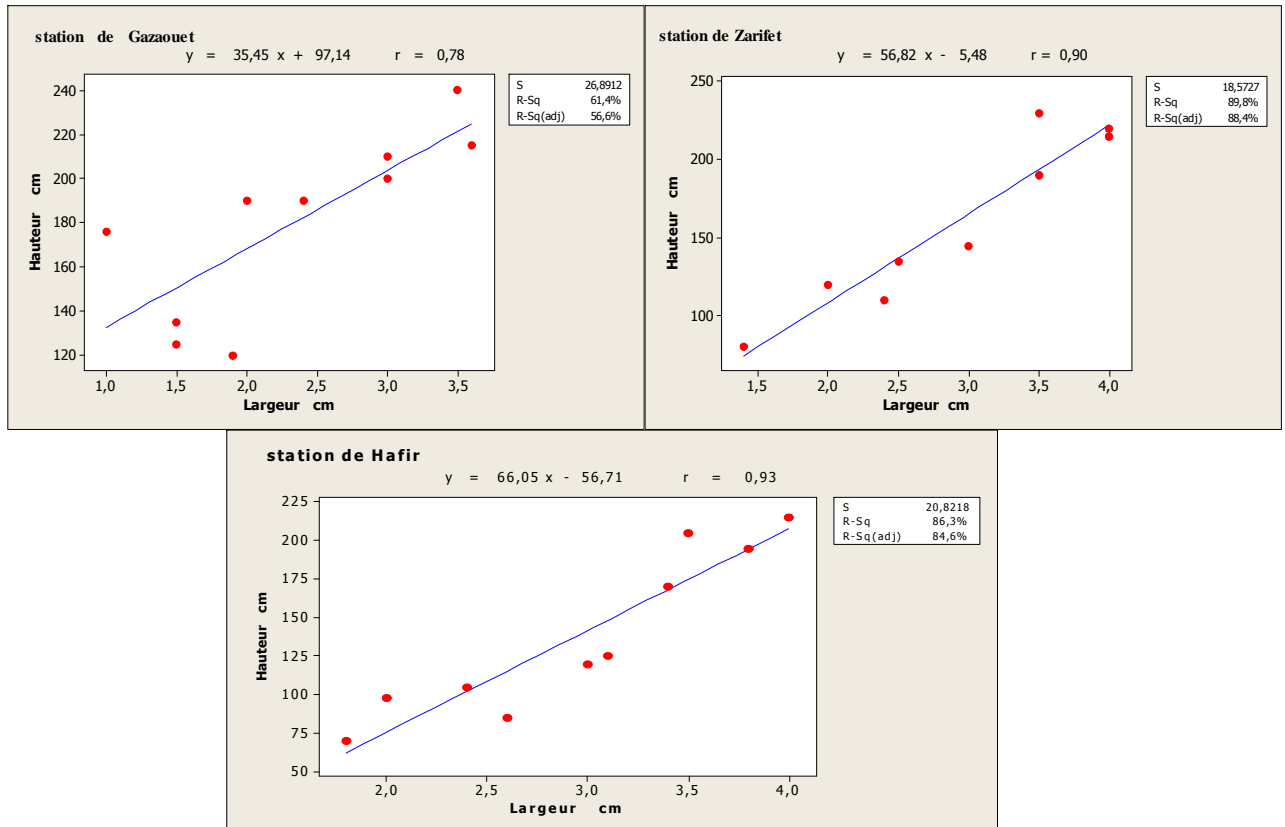 station de Gazaouet
y = 35,45 x + 97,14 r = 0,78
S 26,8912
R-Sq 61,4%
R-Sq(adj) 56,6%
240
220
200
180
160
140
120
Hauteur cm
1,0 1,5 2,0 2,5 3,0 3,5
Largeur cm
station de Zarifet
y = 56,82 x - 5,48 r = 0,90
S 18,5727
R-Sq 89,8%
R-Sq(adj) 88,4%
250
200
150
100
Hauteur cm
1,5 2,0 2,5 3,0 3,5 4,0
Largeur cm
station de Hafir
y = 66,05 x - 56,71 r = 0,93
S 20,8218
R-Sq 86,3%
R-Sq(adj) 84,6%
225
200
175
150
125
100
75
50
Hauteur cm
2,0 2,5 3,0 3,5 4,0
Largeur cm